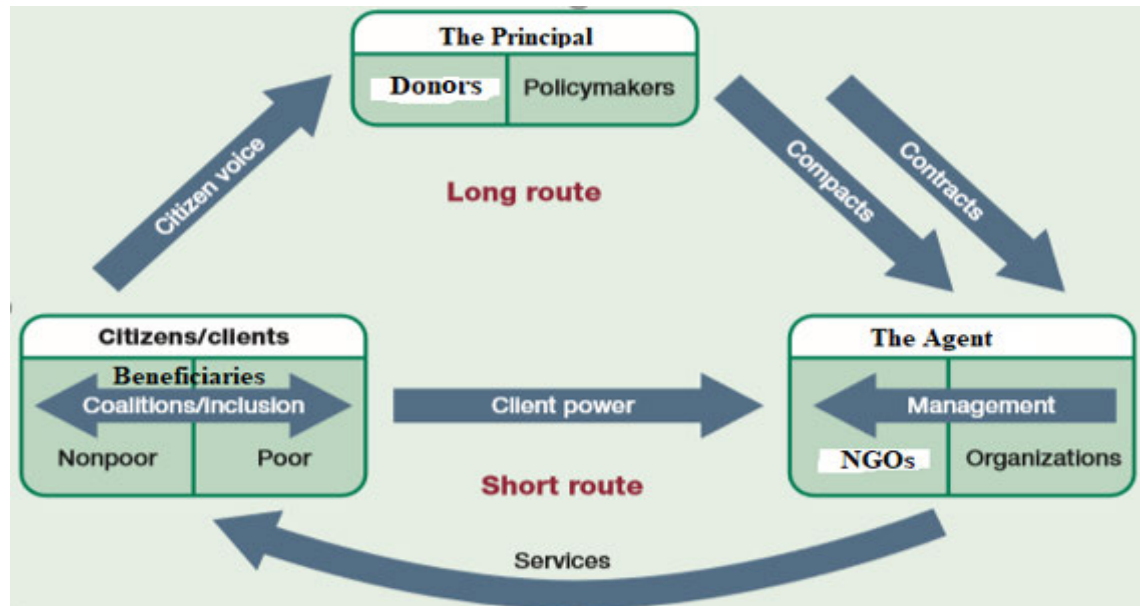 The Principal
Donors Policymakers
Citizen voice
Long route
Compacts
Contracts
Citizens/clients
Beneficiaries
Coalitions/Inclusion
Nonpoor Poor
Client power
Short route
The Agent
Management
NGOs Organizations
Services